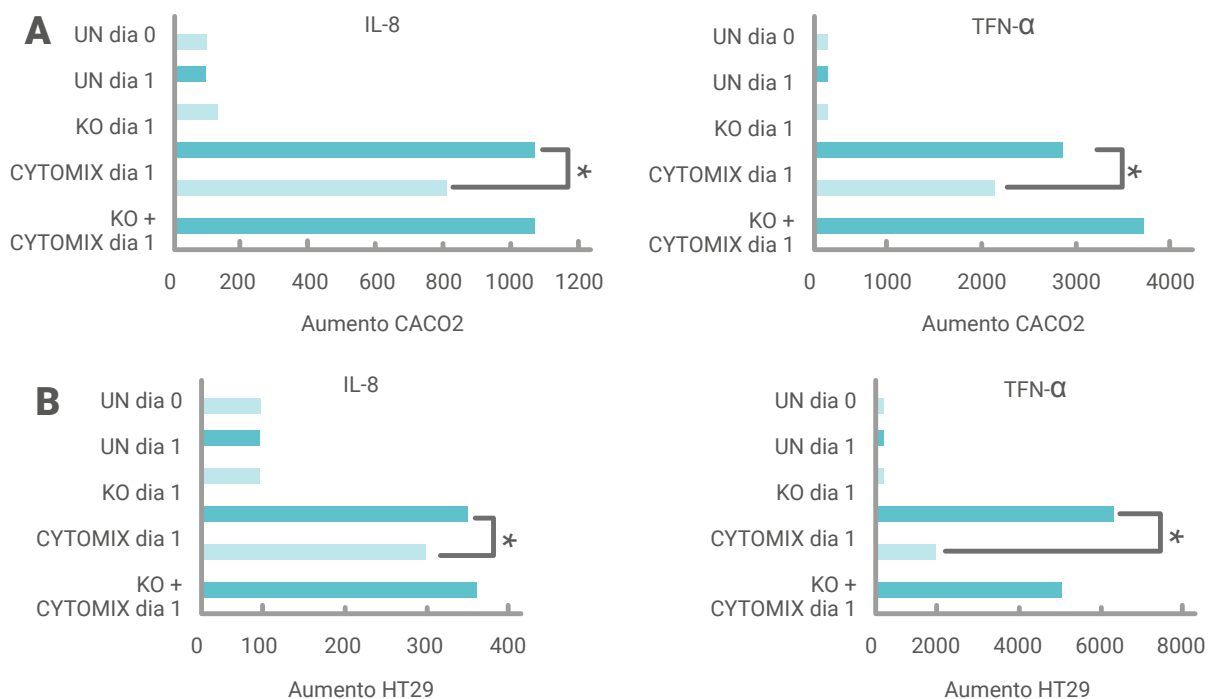 A
IL-8
UN dia 0
UN dia 1
KO dia 1
CYTOMIX dia 1
KO +
CYTOMIX dia 1
*
0 200 400 600 800 1000 1200
Aumento CACO2
TFN-α
UN dia 0
UN dia 1
KO dia 1
CYTOMIX dia 1
KO +
CYTOMIX dia 1
*
0 1000 2000 3000 4000
Aumento CACO2
B
IL-8
UN dia 0
UN dia 1
KO dia 1
CYTOMIX dia 1
KO +
CYTOMIX dia 1
*
0 100 200 300 400
Aumento HT29
TFN-α
UN dia 0
UN dia 1
KO dia 1
CYTOMIX dia 1
KO +
CYTOMIX dia 1
*
0 2000 4000 6000 8000
Aumento HT29